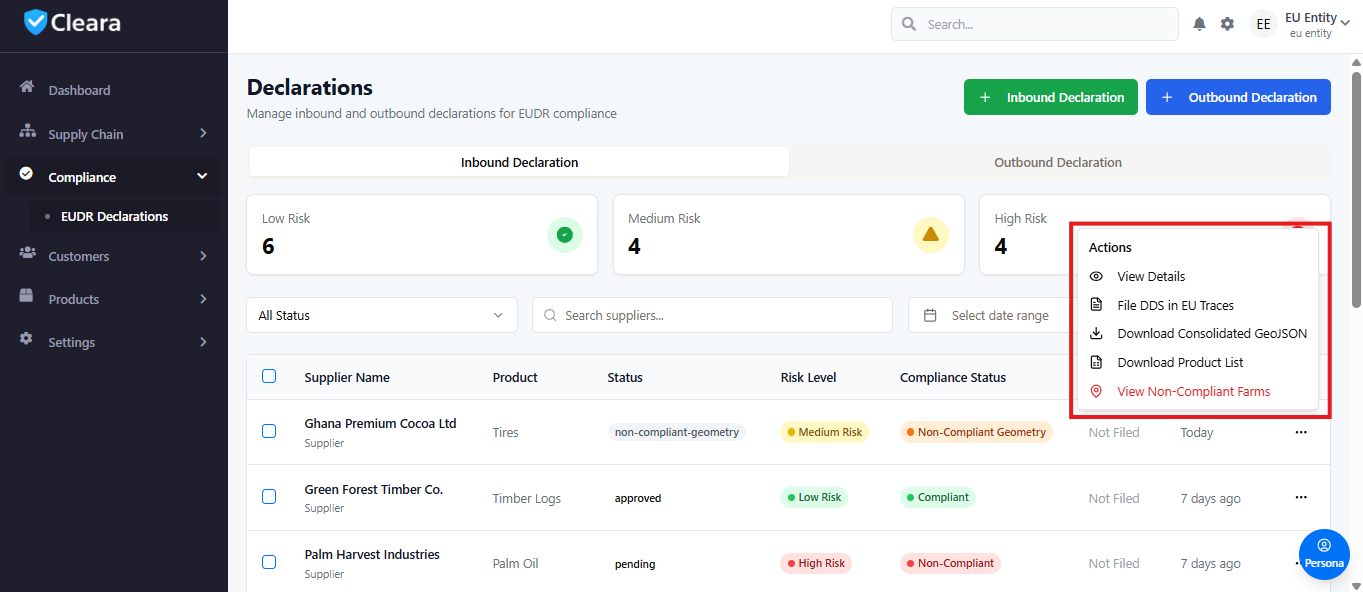 Cleara
Search...
EE
EU Entity
eu entity
Dashboard
Supply Chain
Compliance
EUDR Declarations
Customers
Products
Settings
Declarations
Manage inbound and outbound declarations for EUDR compliance
+ Inbound Declaration
+ Outbound Declaration
Inbound Declaration
Outbound Declaration
Low Risk
6
Medium Risk
4
High Risk
4
Actions
View Details
File DDS in EU Traces
Download Consolidated GeoJSON
Download Product List
View Non-Compliant Farms
All Status
Search suppliers...
Select date range
Supplier Name Product Status Risk Level Compliance Status
Ghana Premium Cocoa Ltd
Supplier
Tires non-compliant-geometry Medium Risk Non-Compliant Geometry Not Filed Today
Green Forest Timber Co.
Supplier
Timber Logs approved Low Risk Compliant Not Filed 7 days ago
Palm Harvest Industries
Supplier
Palm Oil pending High Risk Non-Compliant Not Filed 7 days ago
Persona